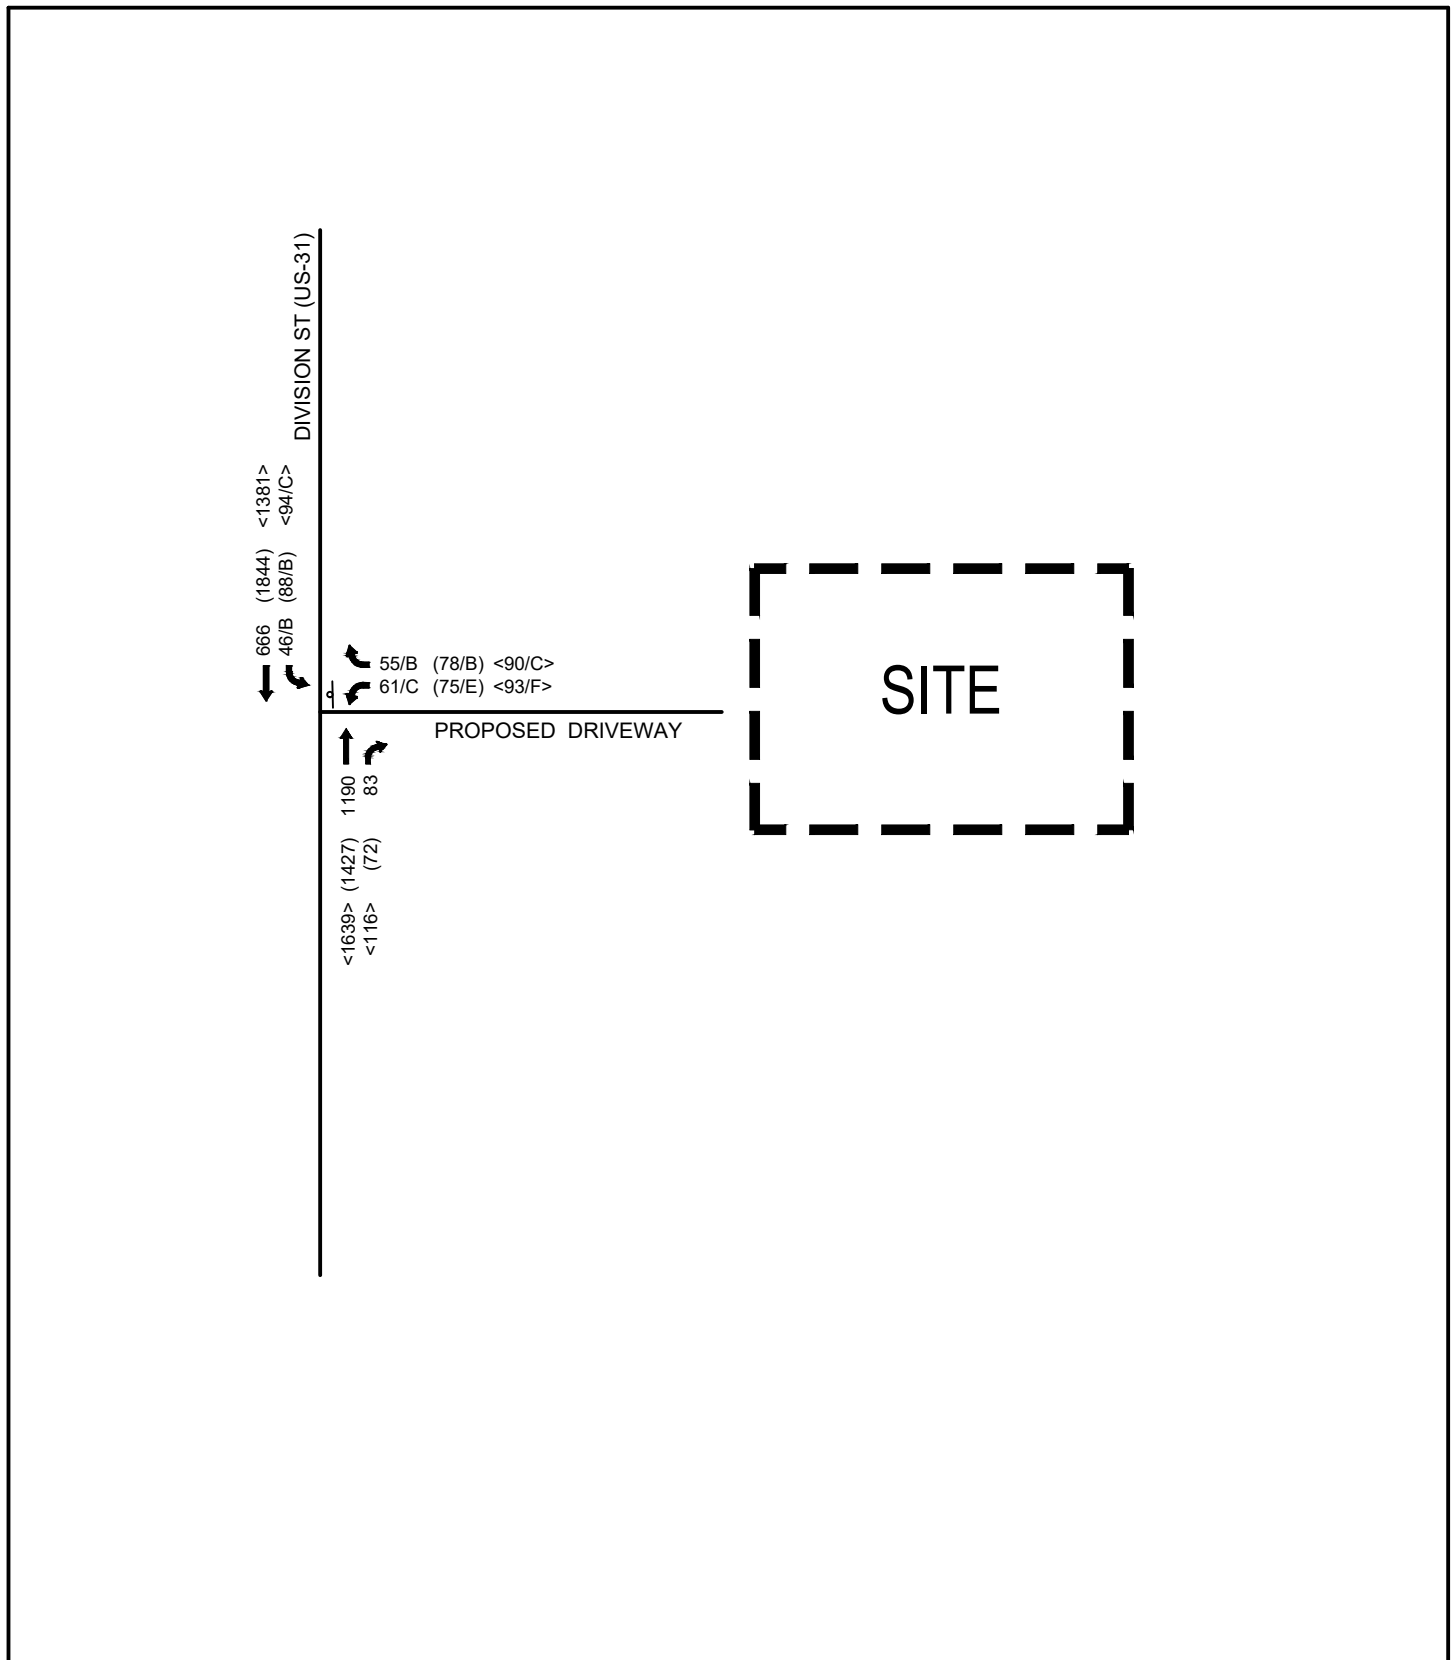 DIVISION ST (US-31)
666 (1844) <1381>
46/B (88/B) <94/C>
55/B (78/B) <90/C>
61/C (75/E) <93/F>
PROPOSED DRIVEWAY
SITE
<1639> (1427) 1190
<116> (72) 83